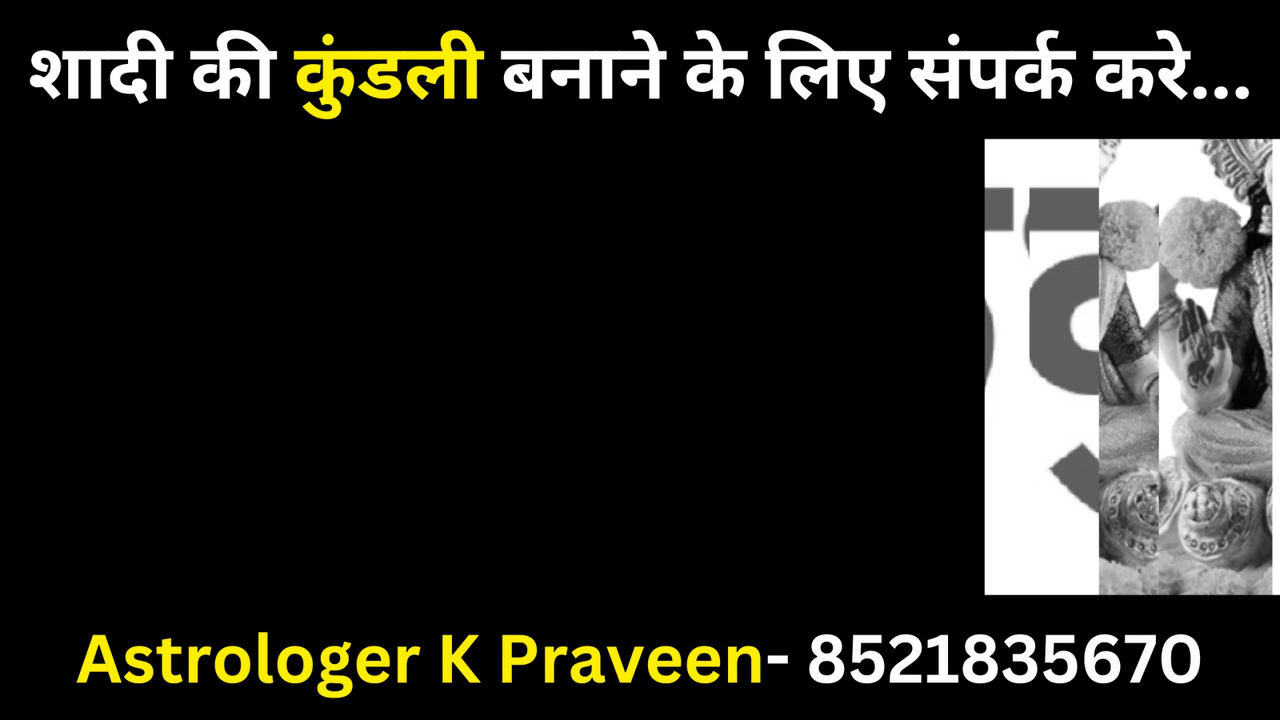 शादी की कुंडली बनाने के लिए संपर्क करे...
Astrologer K Praveen- 8521835670